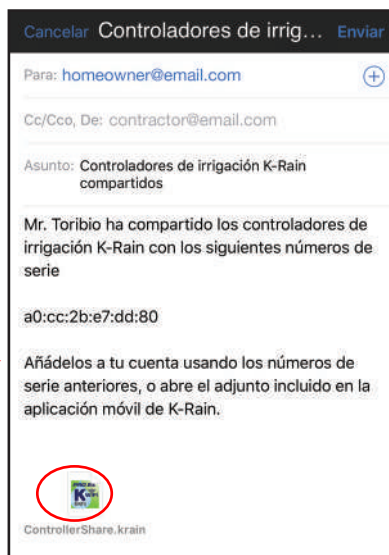 Cancelar Controladores de irrig... Enviar
Para: homeowner@email.com
Cc/Cco, De: contractor@email.com
Asunto: Controladores de irrigación K-Rain
compartidos
Mr. Toribio ha compartido los controladores de
irrigación K-Rain con los siguientes números de
serie
a0:cc:2b:e7:dd:80
Añádelos a tu cuenta usando los números de
serie anteriores, o abre el adjunto incluido en la
aplicación móvil de K-Rain.
ControllerShare.krain